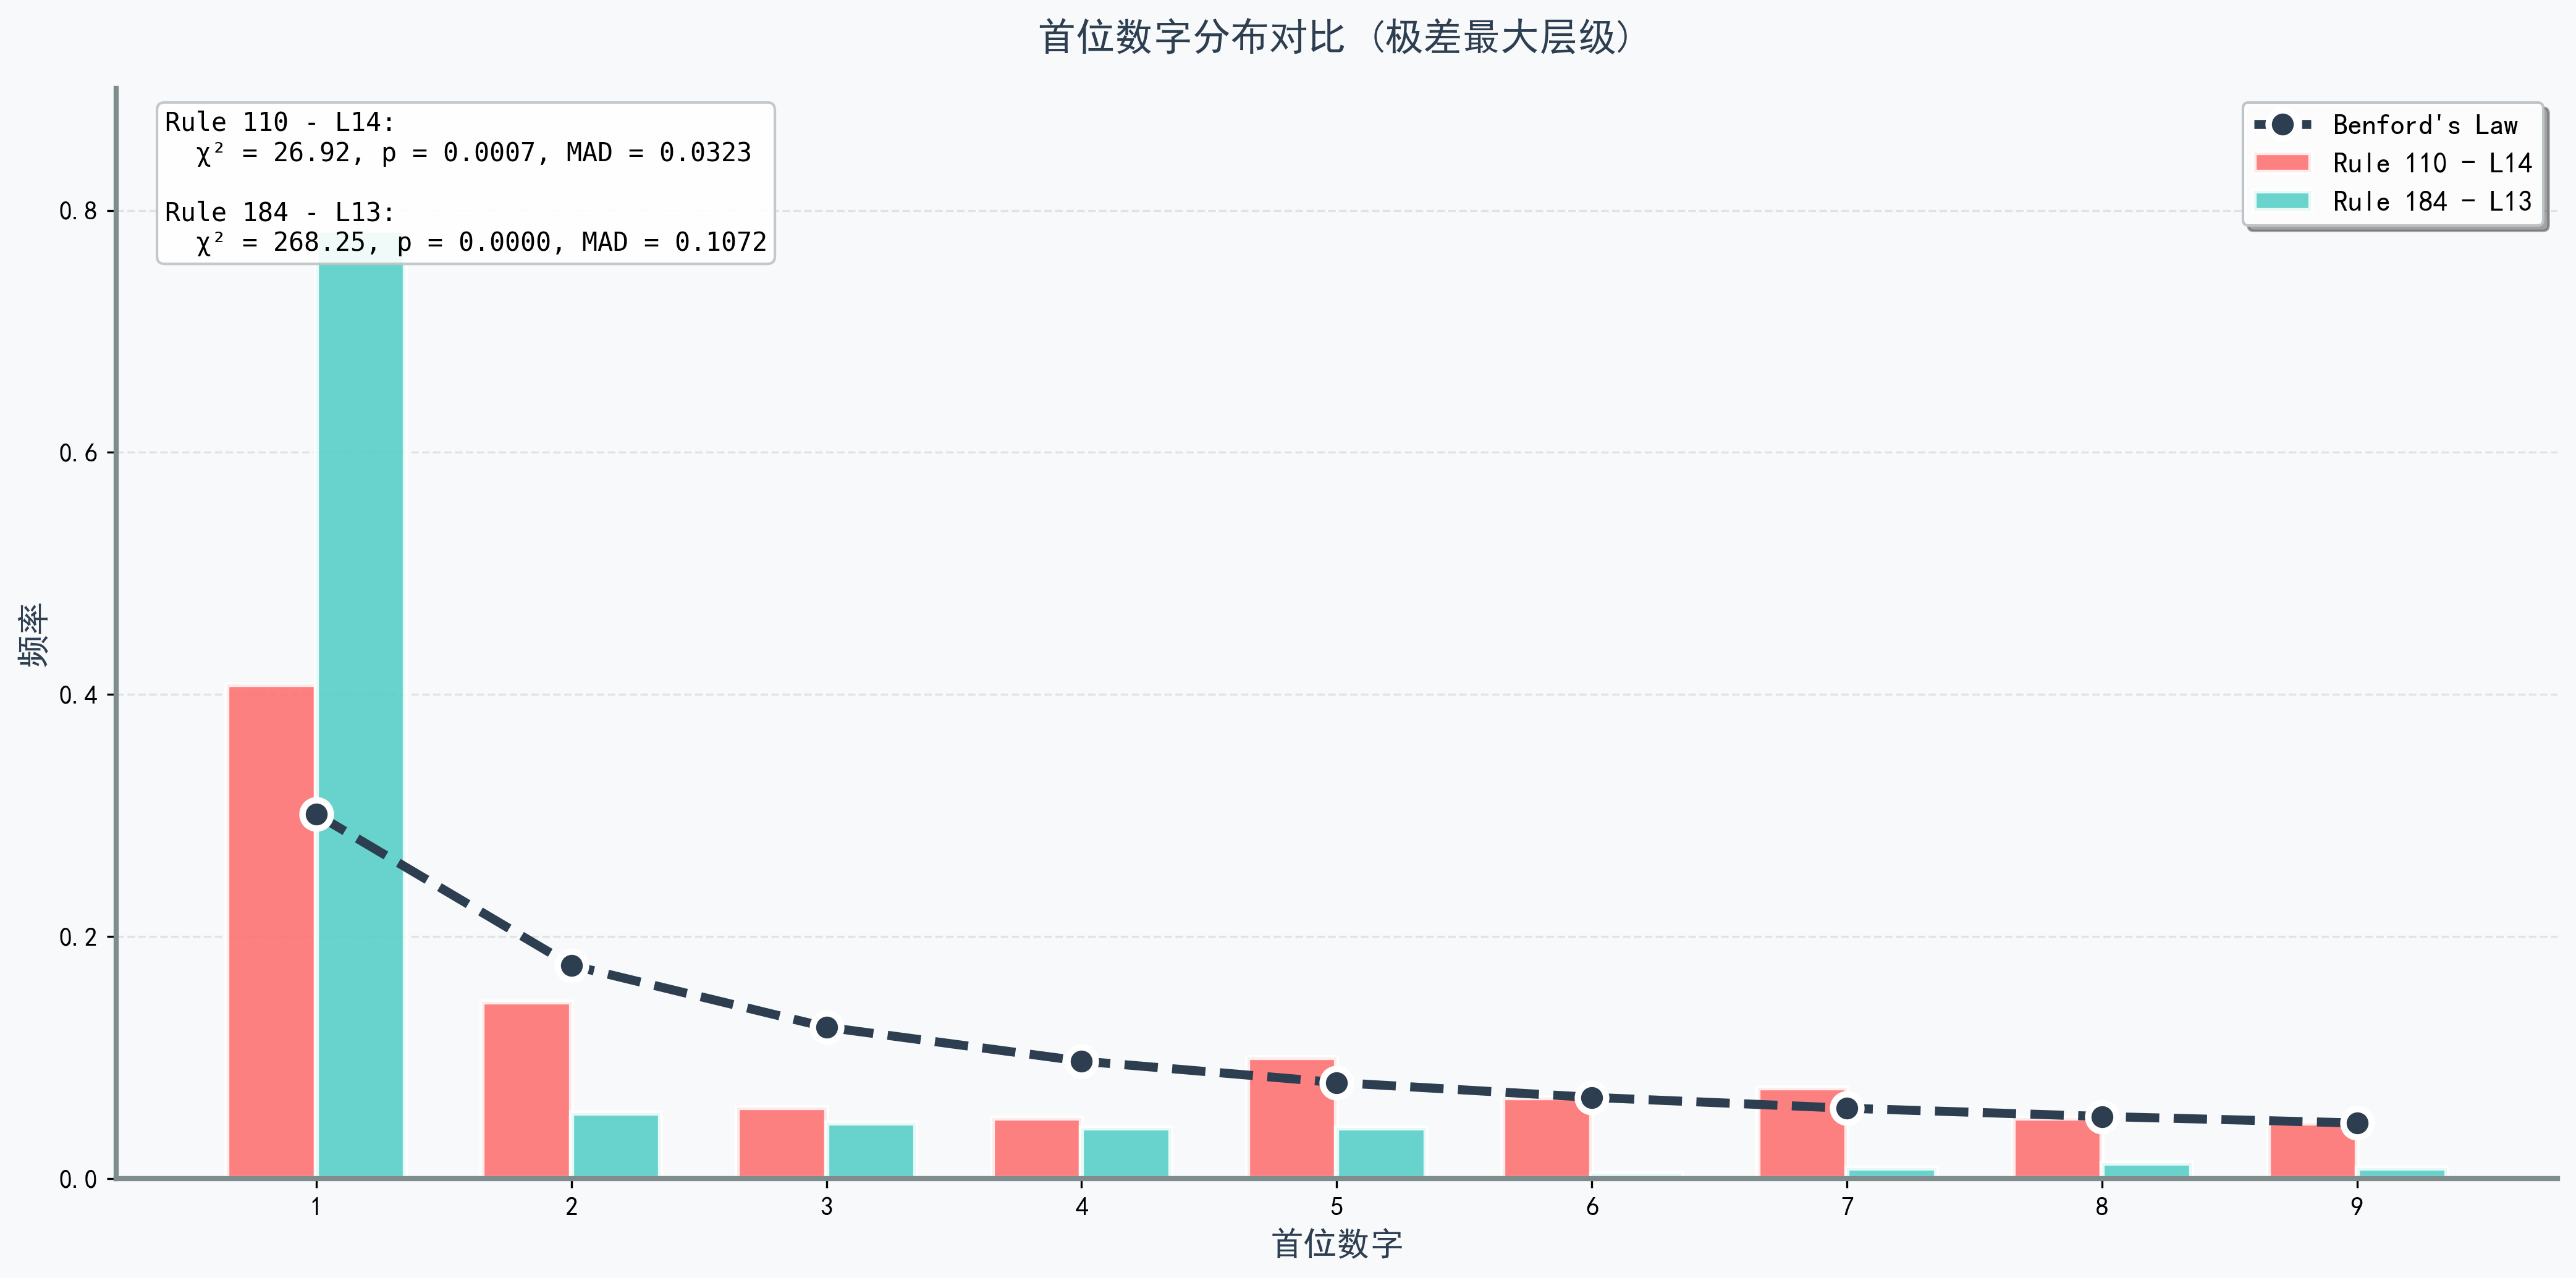 首位数字分布对比 (极差最大层级)
Rule 110 - L14:
χ² = 26.92, p = 0.0007, MAD = 0.0323
Rule 184 - L13:
χ² = 268.25, p = 0.0000, MAD = 0.1072
Benford's Law
Rule 110 - L14
Rule 184 - L13
频率
0.8
0.6
0.4
0.2
0.0
1 2 3 4 5 6 7 8 9
首位数字